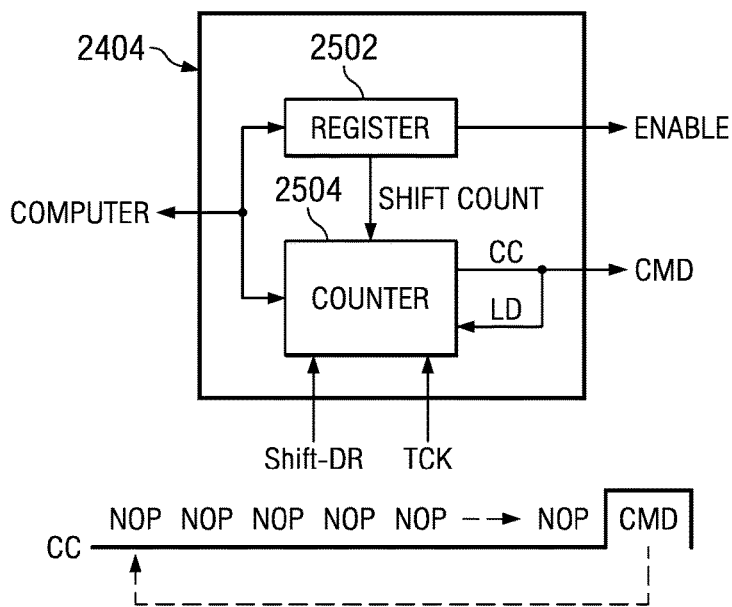 2404
2502
REGISTER
ENABLE
2504
SHIFT COUNT
COMPUTER
CC
CMD
COUNTER
LD
Shift-DR TCK
NOP NOP NOP NOP NOP NOP CMD
CC